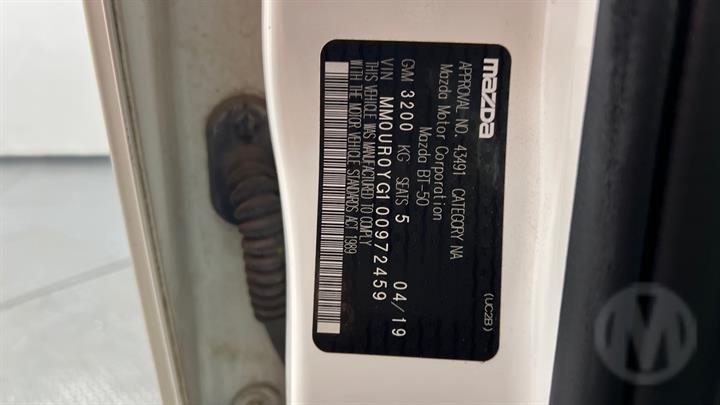 mazda
APPROVAL NO. 43491 CATEGORY NA
Mazda Motor Corporation
Mazda BT-50
(UC2B)
GVM 3200 KG SEATS 5 04/19
VIN MM0UR0YG100972459
THIS VEHICLE WAS MANUFACTURED TO COMPLY
WITH THE MOTOR VEHICLE STANDARDS ACT 1989
M